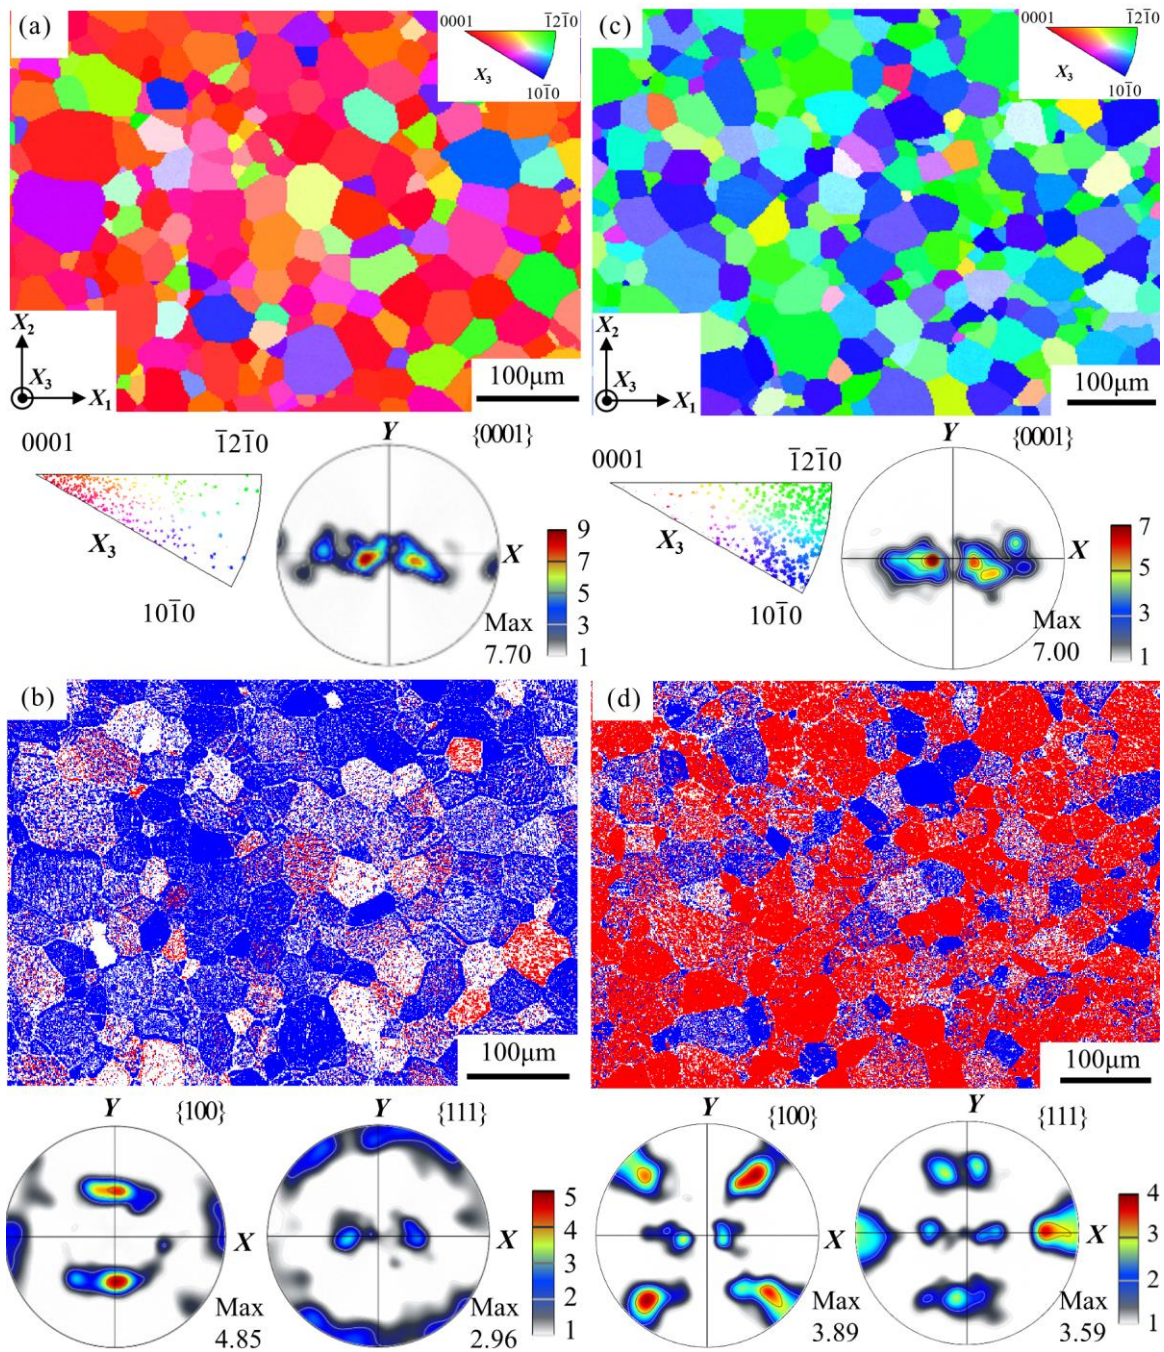 (a)
0001
1̅21̅0
X3
101̅0
X2
X3
X1
100μm
0001
1̅21̅0
X3
101̅0
Y
{0001}
X
9
7
5
3
1
Max
7.70
(c)
0001
1̅21̅0
X3
101̅0
X2
X3
X1
100μm
0001
1̅21̅0
X3
101̅0
Y
{0001}
X
7
5
3
1
Max
7.00
(b)
100μm
Y
{100}
X
Max
4.85
Y
{111}
X
Max
2.96
5
4
3
2
1
(d)
100μm
Y
{100}
X
Max
3.89
Y
{111}
X
Max
3.59
4
3
2
1